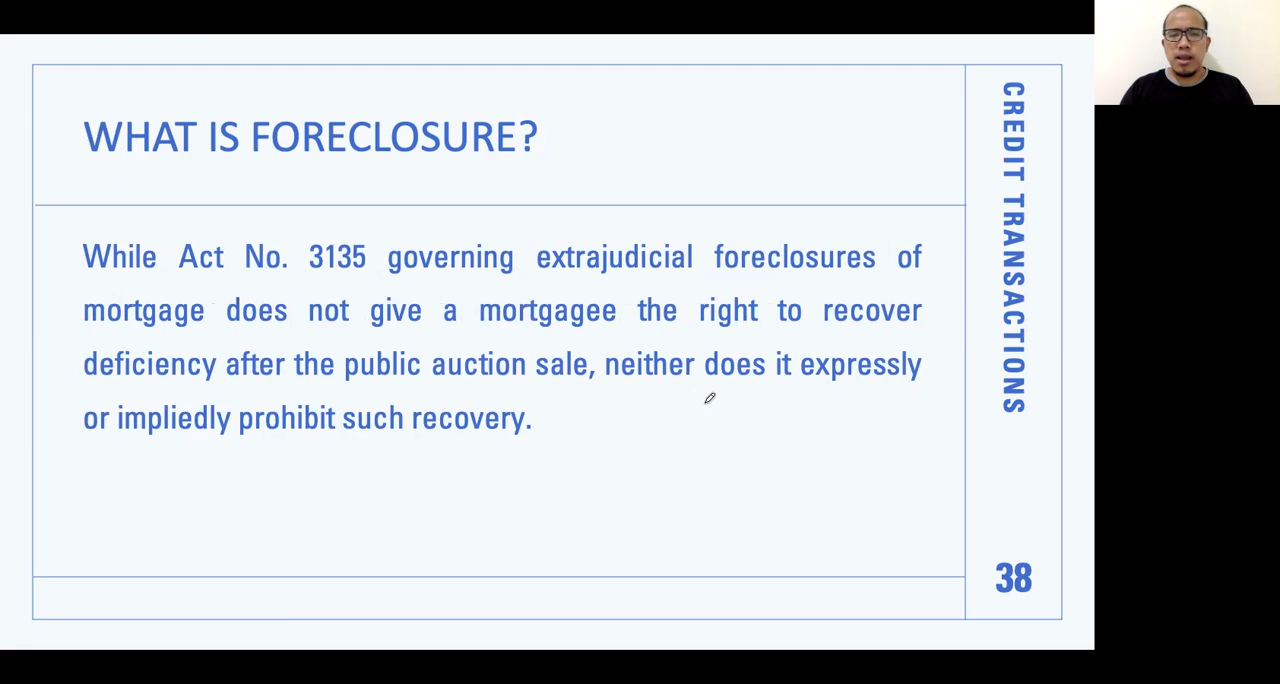 WHAT IS FORECLOSURE?
While Act No. 3135 governing extrajudicial foreclosures of
mortgage does not give a mortgagee the right to recover
deficiency after the public auction sale, neither does it expressly
or impliedly prohibit such recovery.
CREDIT TRANSACTIONS
38